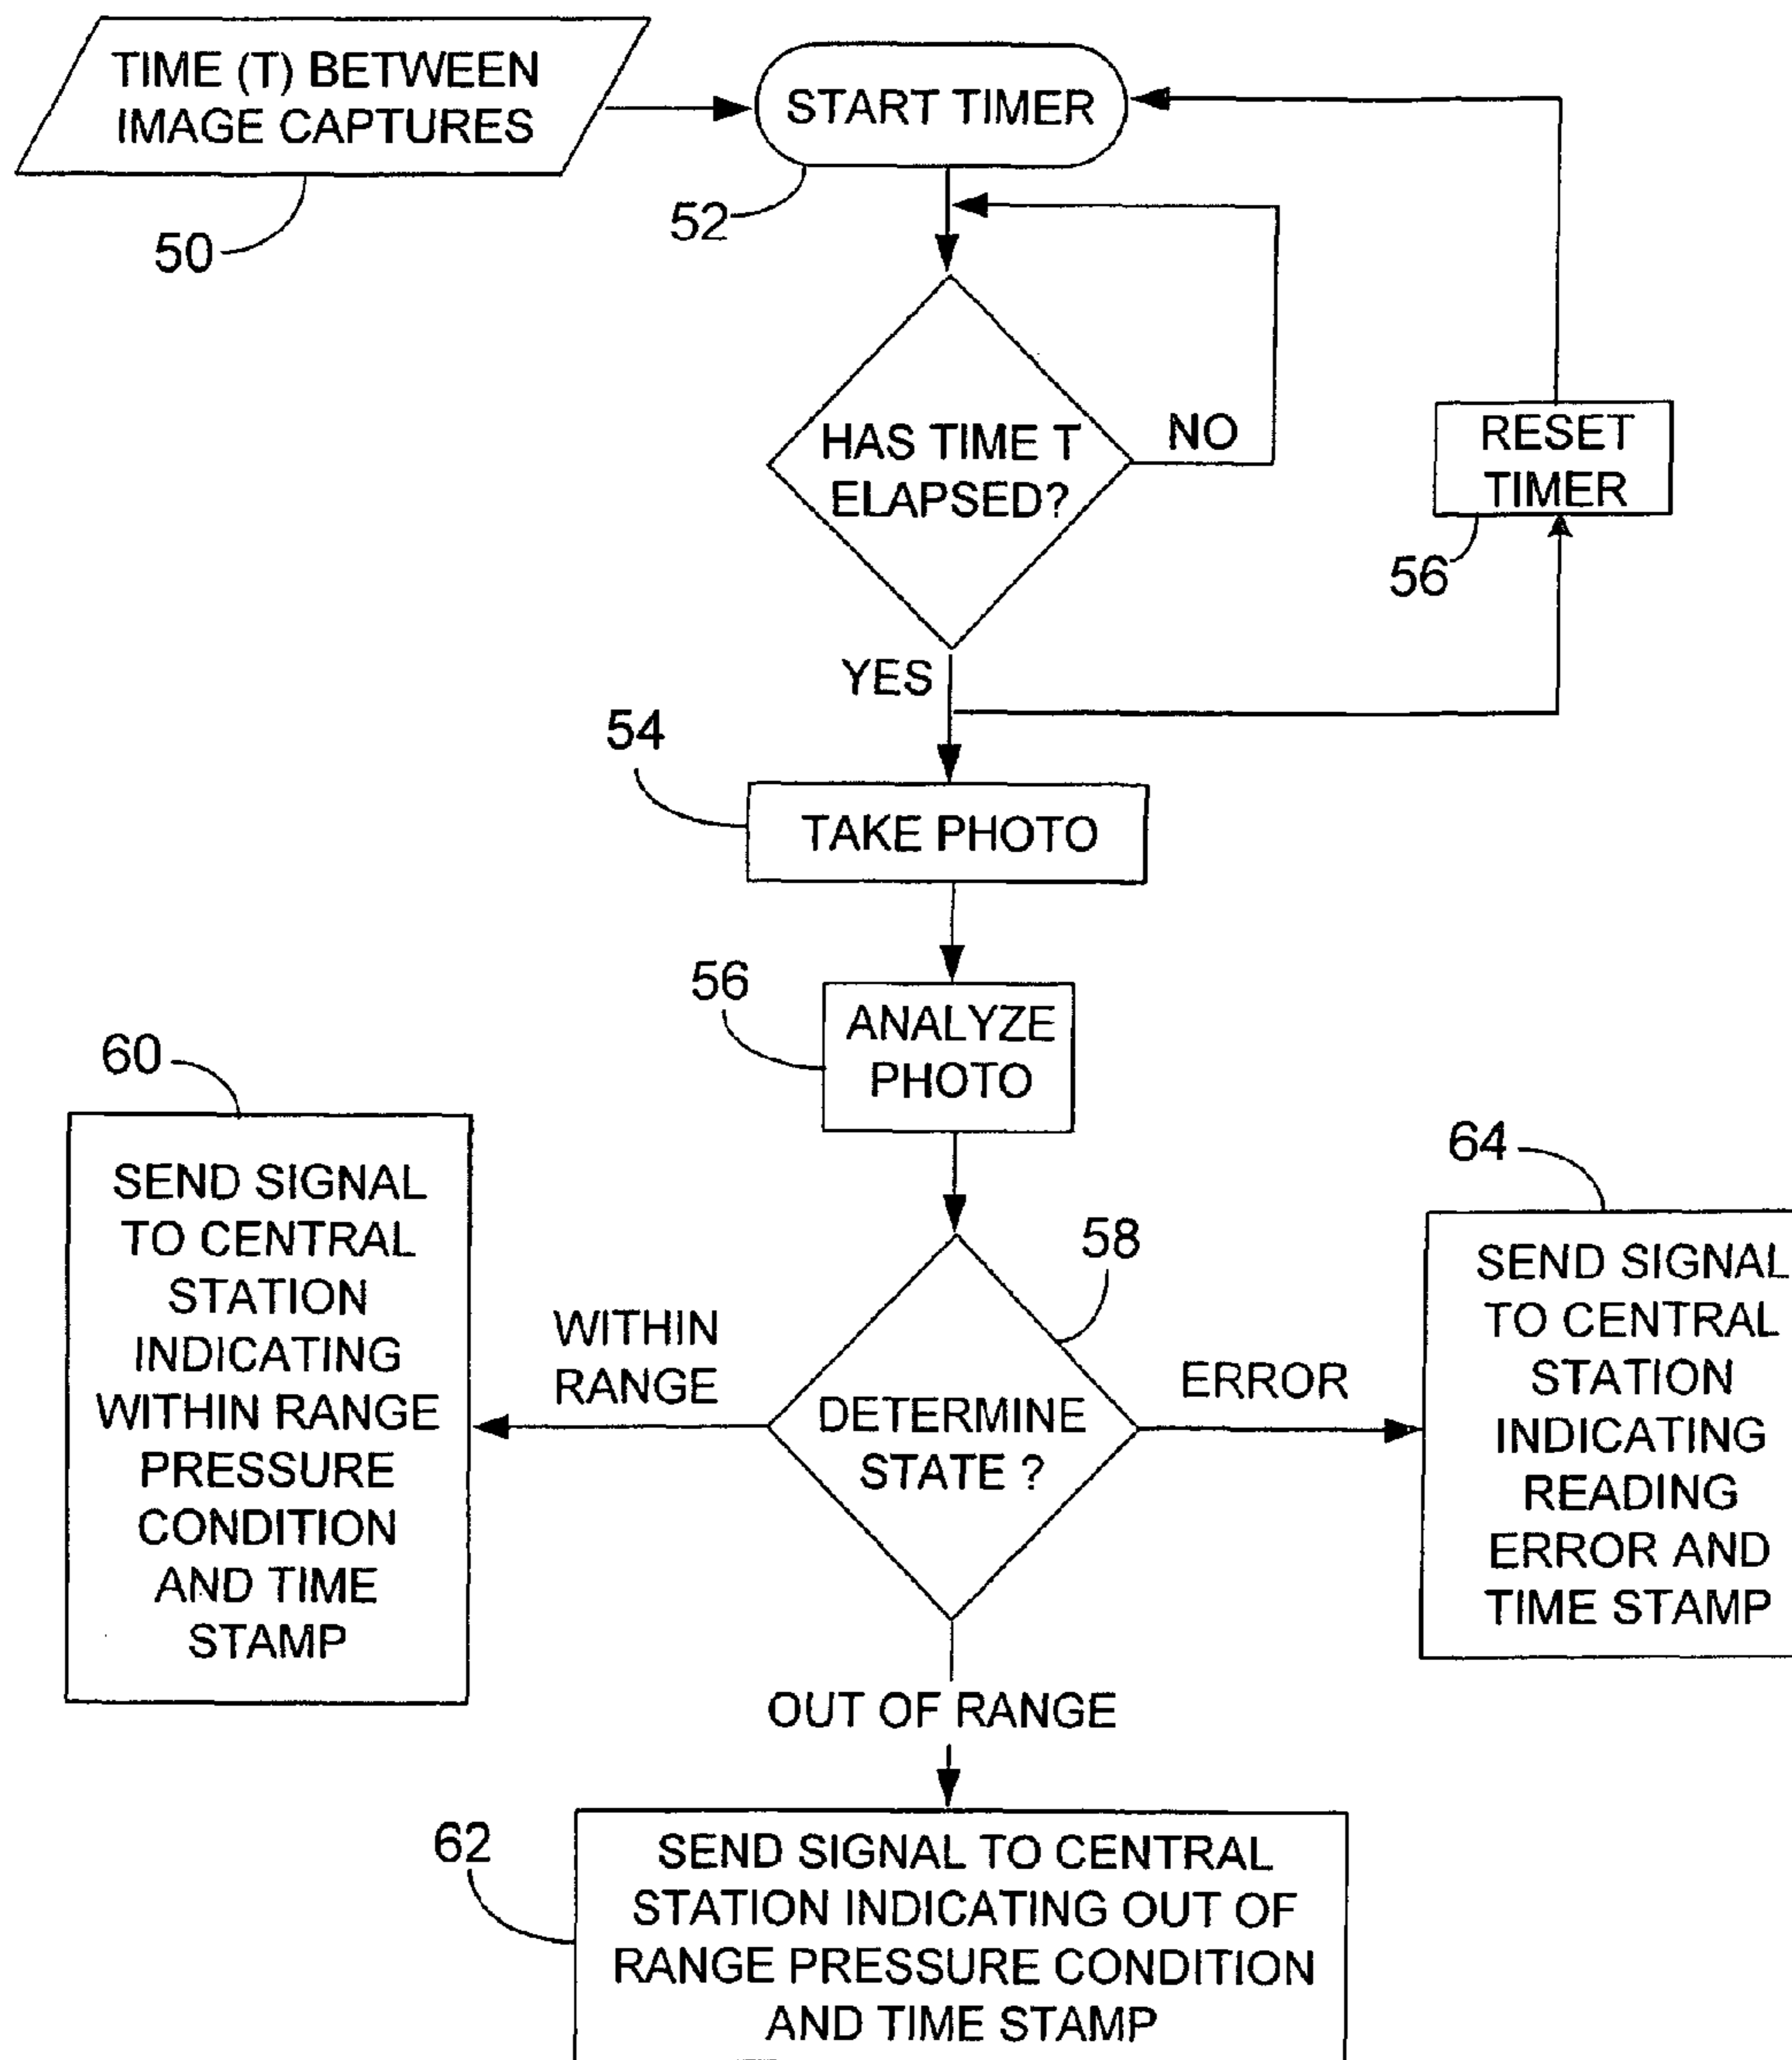 TIME (T) BETWEEN
IMAGE CAPTURES
50
START TIMER
52
HAS TIME T
ELAPSED?
NO
RESET
TIMER
56
YES
54
TAKE PHOTO
56
ANALYZE
PHOTO
60
SEND SIGNAL
TO CENTRAL
STATION
INDICATING
WITHIN RANGE
PRESSURE
CONDITION
AND TIME
STAMP
WITHIN
RANGE
58
DETERMINE
STATE ?
ERROR
64
SEND SIGNAL
TO CENTRAL
STATION
INDICATING
READING
ERROR AND
TIME STAMP
OUT OF RANGE
62
SEND SIGNAL TO CENTRAL
STATION INDICATING OUT OF
RANGE PRESSURE CONDITION
AND TIME STAMP